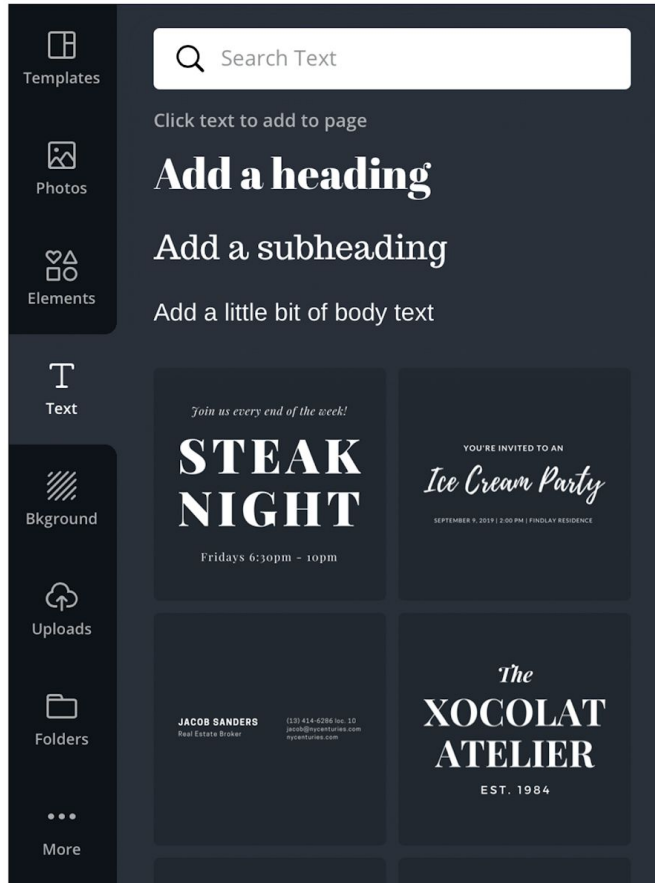 Templates
Photos
Elements
Text
Bkground
Uploads
Folders
More
Search Text
Click text to add to page
Add a heading
Add a subheading
Add a little bit of body text
Join us every end of the week!
STEAK
NIGHT
Fridays 6:30pm - 10pm
YOU'RE INVITED TO AN
Ice Cream Party
SEPTEMBER 9, 2019 | 2:00 PM | FINDLAY RESIDENCE
JACOB SANDERS
Real Estate Broker
(13) 414-6286 loc. 10
jacob@nycenturies.com
nycenturies.com
The
XOCOLAT
ATELIER
EST. 1984